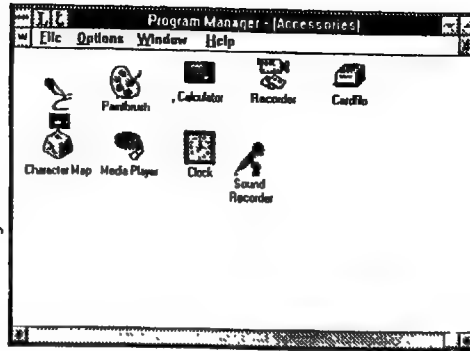 Program Manager - [Accessories]
File Options Window Help
Paintbrush Calculator Recorder Cardfile
Character Map Media Player Clock Sound Recorder